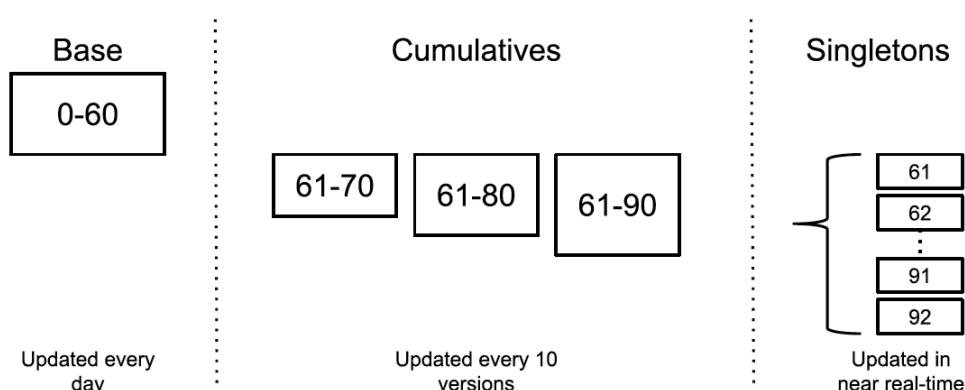 Base
0-60
Updated every
day
Cumulatives
61-70
61-80
61-90
Updated every 10
versions
Singletons
61
62
91
92
Updated in
near real-time